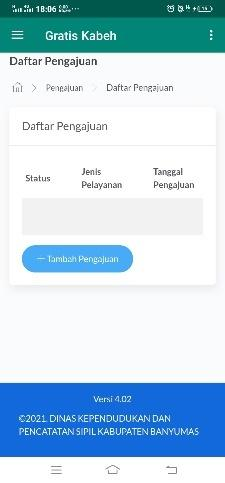 18:06
Gratis Kabeh
Daftar Pengajuan
Pengajuan
Daftar Pengajuan
Daftar Pengajuan
Status
Jenis
Pelayanan
Tanggal
Pengajuan
Tambah Pengajuan
Versi 4.02
©2021. DINAS KEPENDUDUKAN DAN
PENCATATAN SIPIL KABUPATEN BANYUMAS